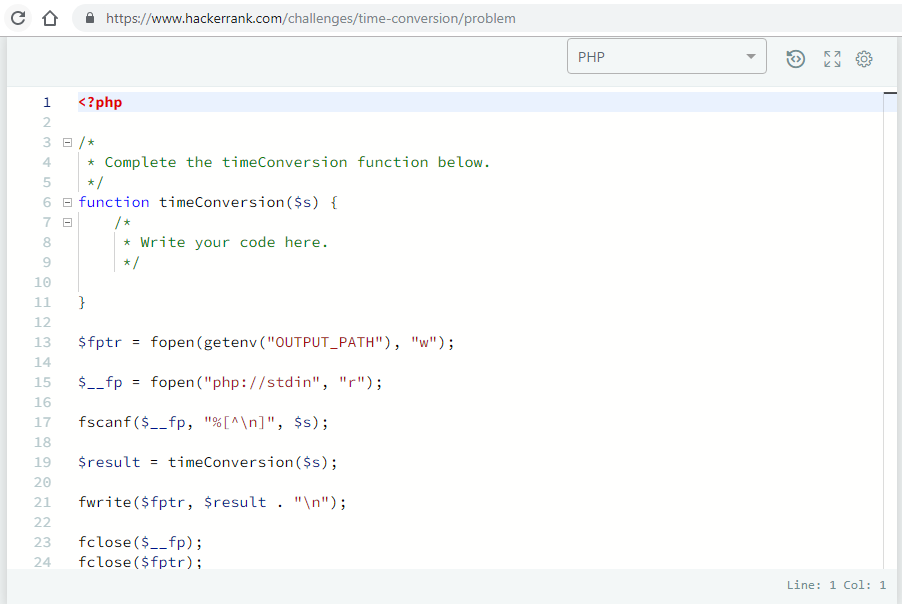 https://www.hackerrank.com/challenges/time-conversion/problem
PHP
1 <?php
2
3 /*
4 * Complete the timeConversion function below.
5 */
6 function timeConversion($s) {
7 /*
8 * Write your code here.
9 */
10
11 }
12
13 $fptr = fopen(getenv("OUTPUT_PATH"), "w");
14
15 $__fp = fopen("php://stdin", "r");
16
17 fscanf($__fp, "%[^\n]", $s);
18
19 $result = timeConversion($s);
20
21 fwrite($fptr, $result . "\n");
22
23 fclose($__fp);
24 fclose($fptr);
Line: 1 Col: 1